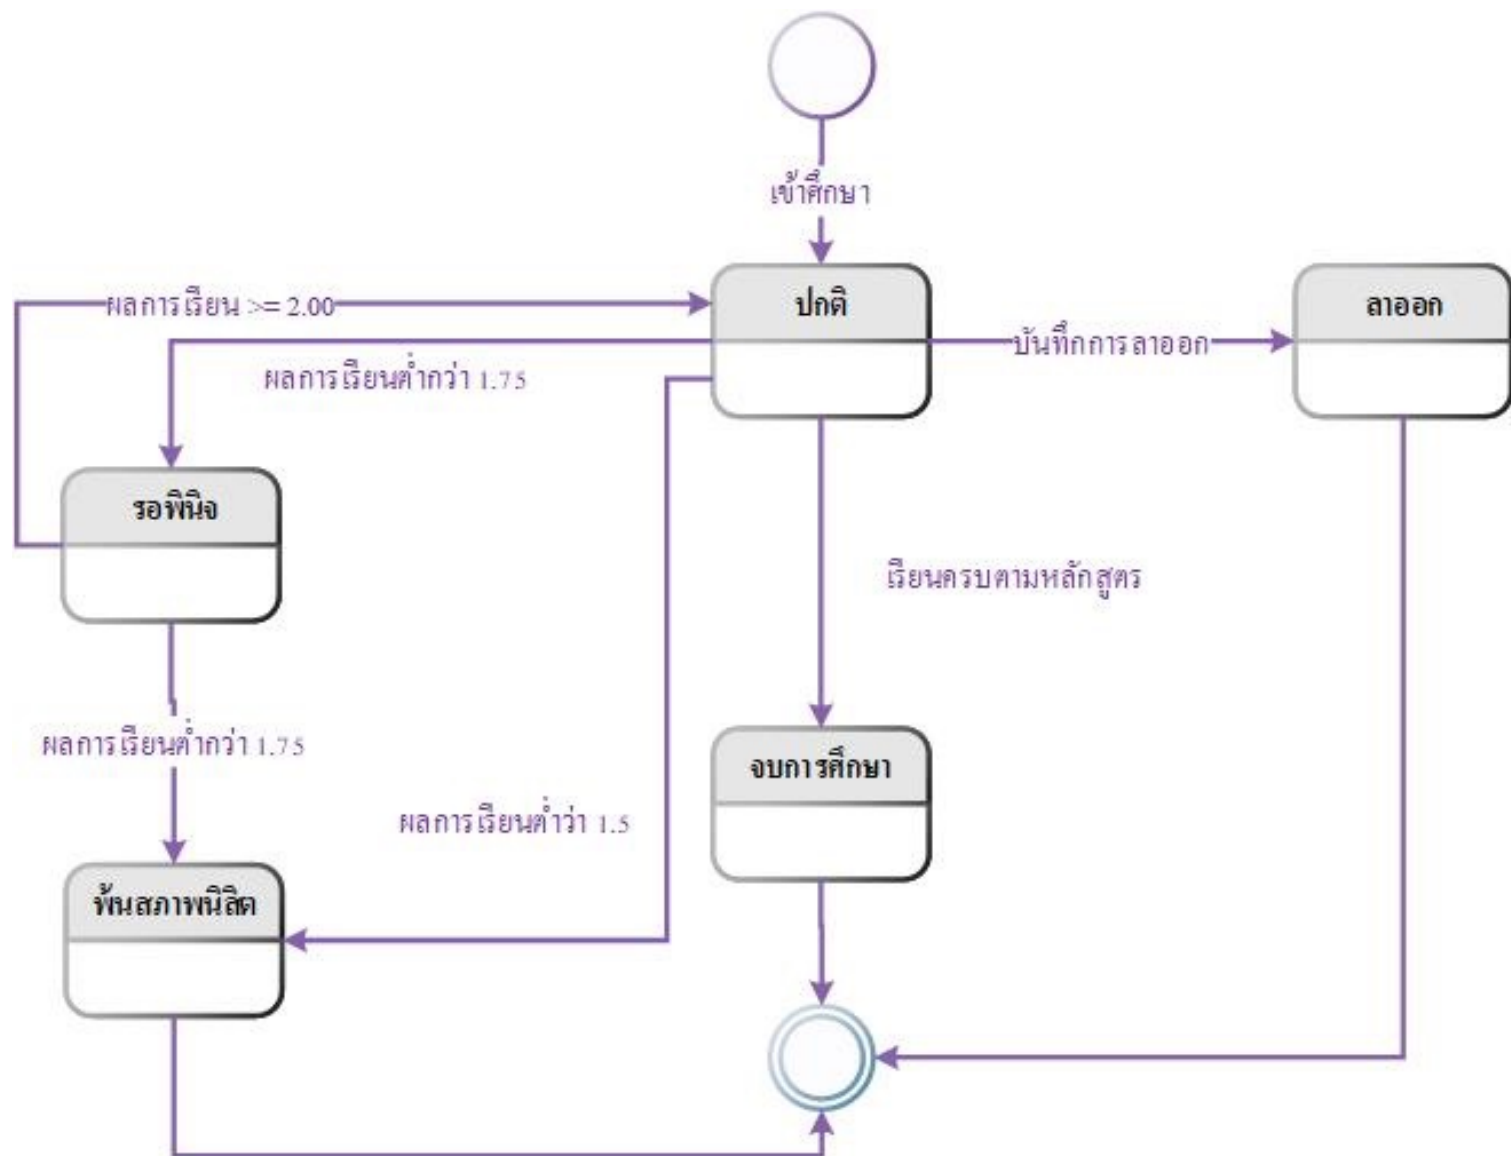 เข้าศึกษา
ผลการเรียน >= 2.00
ปกติ
ลาออก
บันทึกการลาออก
ผลการเรียนต่ำกว่า 1.75
รอพินิจ
เรียนครบตามหลักสูตร
ผลการเรียนต่ำกว่า 1.75
จบการศึกษา
ผลการเรียนต่ำว่า 1.5
พ้นสภาพนิสิต